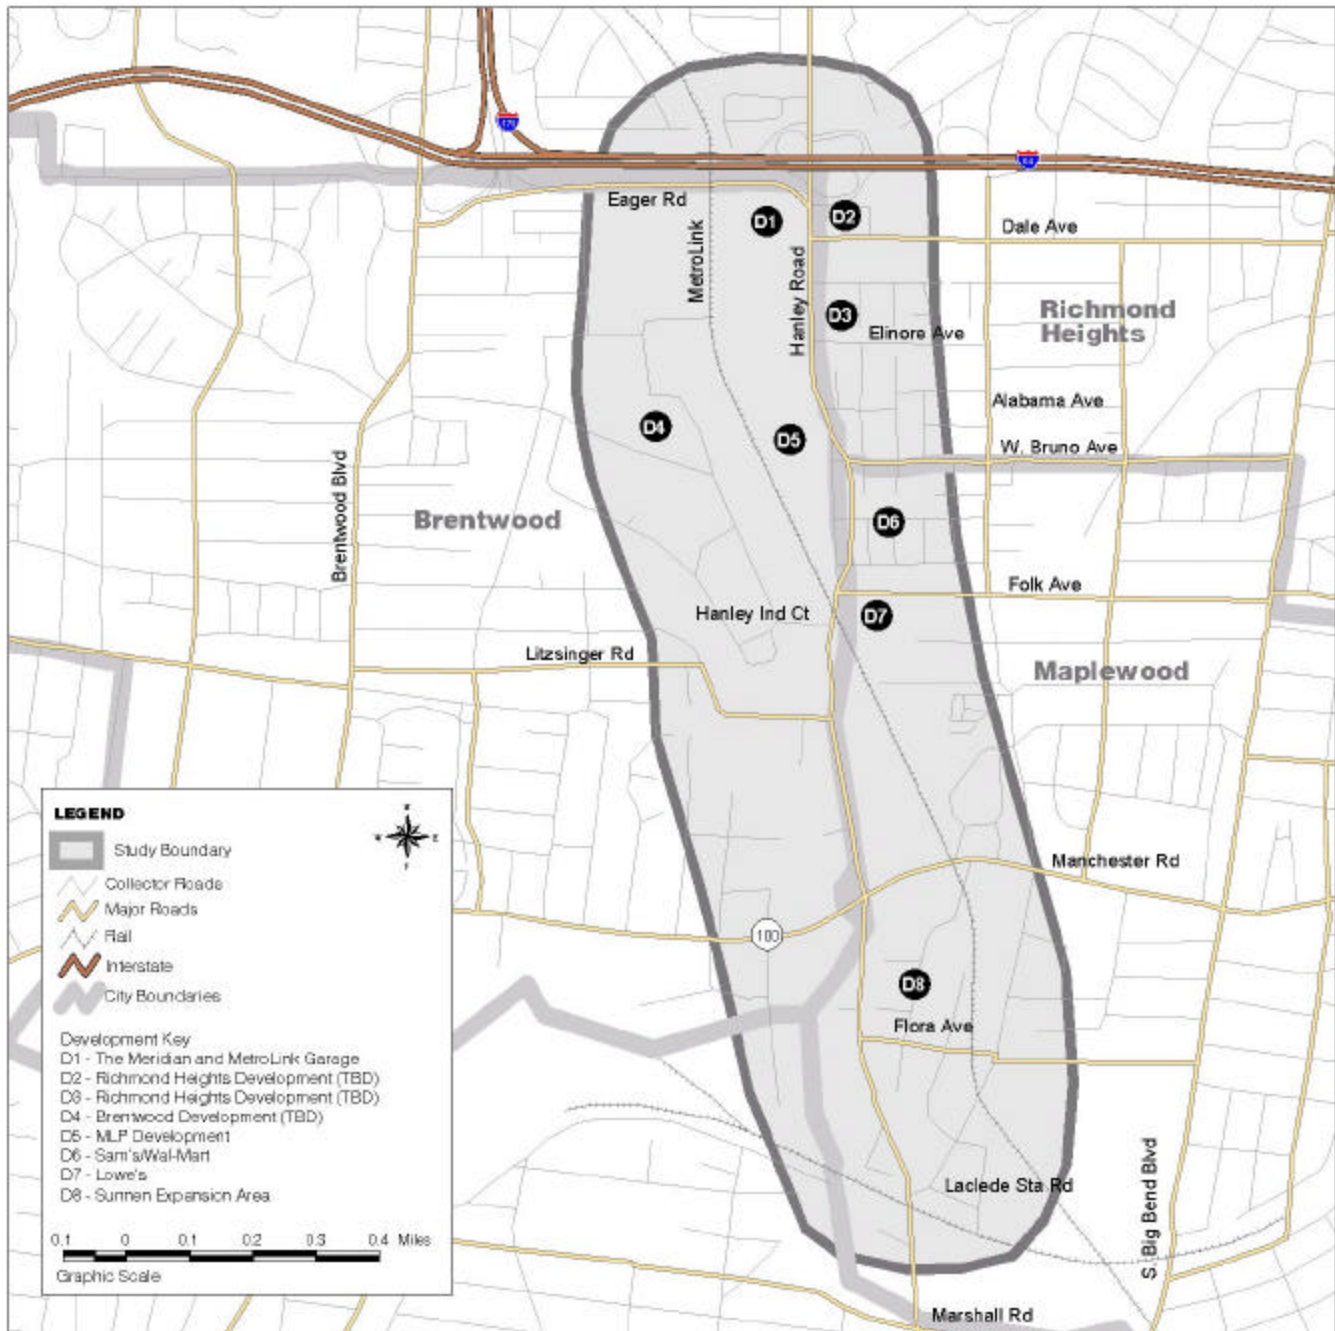 170
64
Eager Rd
D1
D2
Dale Ave
MetroLink
Hanley Road
D3
Elinore Ave
Richmond
Heights
Alabama Ave
D4
D5
W. Bruno Ave
Brentwood Blvd
Brentwood
D6
Folk Ave
Hanley Ind Ct
D7
Litzsinger Rd
Maplewood
Manchester Rd
100
D8
Flora Ave
Laclede Sta Rd
S. Big Bend Blvd
Marshall Rd
LEGEND
Study Boundary
Collector Roads
Major Roads
Rail
Interstate
City Boundaries
Development Key
D1 - The Meridian and MetroLink Garage
D2 - Richmond Heights Development (TBD)
D3 - Richmond Heights Development (TBD)
D4 - Brentwood Development (TBD)
D5 - MLP Development
D6 - Sam's/Wal-Mart
D7 - Lowe's
D8 - Sunnen Expansion Area
0.1 0 0.1 0.2 0.3 0.4 Miles
Graphic Scale